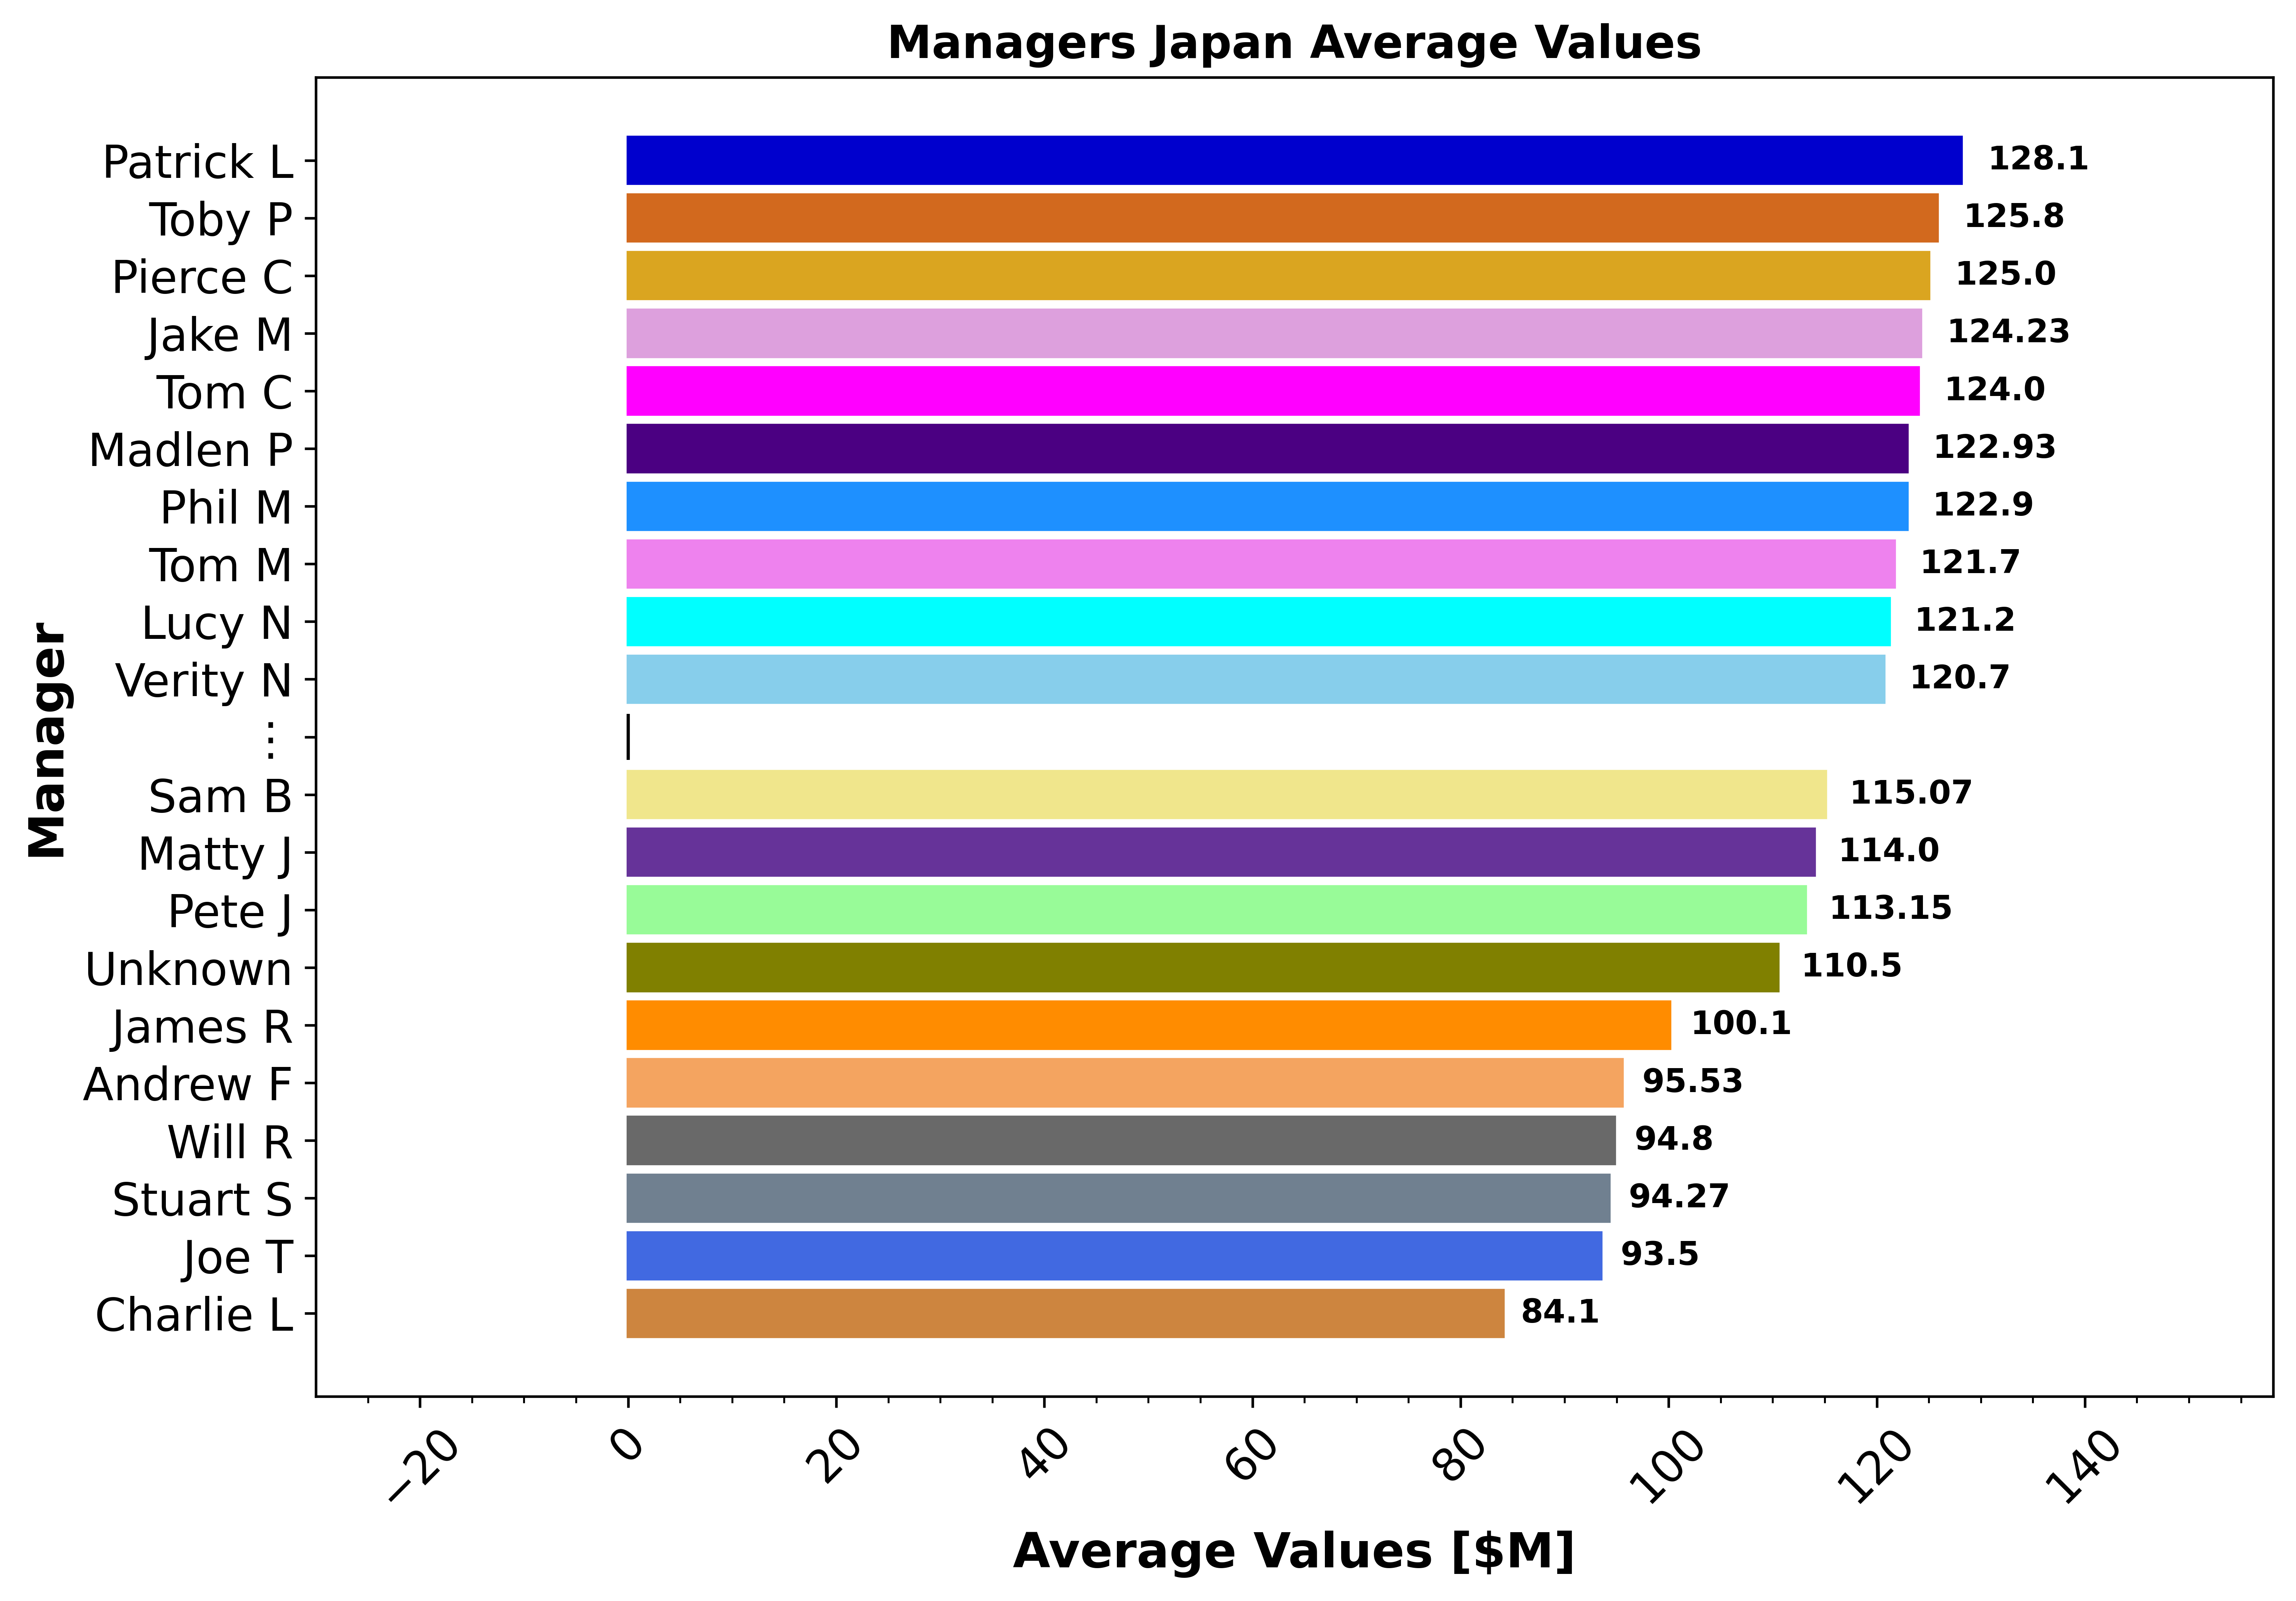 Managers Japan Average Values
Manager
Patrick L 128.1
Toby P 125.8
Pierce C 125.0
Jake M 124.23
Tom C 124.0
Madlen P 122.93
Phil M 122.9
Tom M 121.7
Lucy N 121.2
Verity N 120.7
⋮
Sam B 115.07
Matty J 114.0
Pete J 113.15
Unknown 110.5
James R 100.1
Andrew F 95.53
Will R 94.8
Stuart S 94.27
Joe T 93.5
Charlie L 84.1
−20 0 20 40 60 80 100 120 140
Average Values [$M]